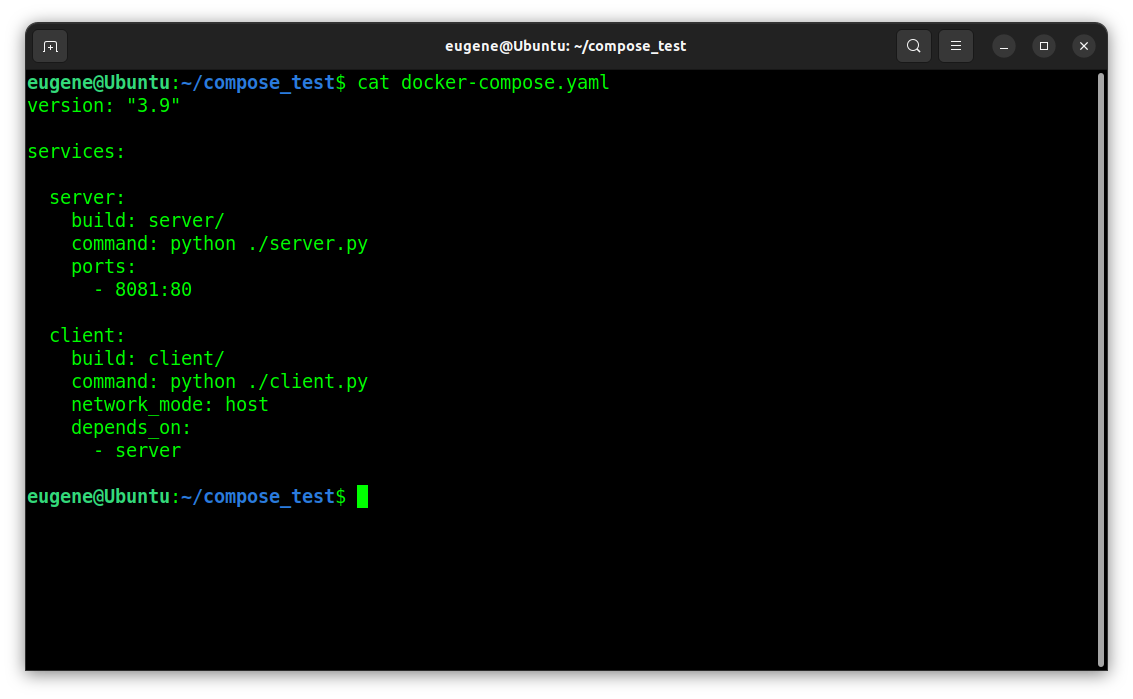 eugene@Ubuntu: ~/compose_test
eugene@Ubuntu:~/compose_test$ cat docker-compose.yaml
version: "3.9"
services:
server:
build: server/
command: python ./server.py
ports:
- 8081:80
client:
build: client/
command: python ./client.py
network_mode: host
depends_on:
- server
eugene@Ubuntu:~/compose_test$